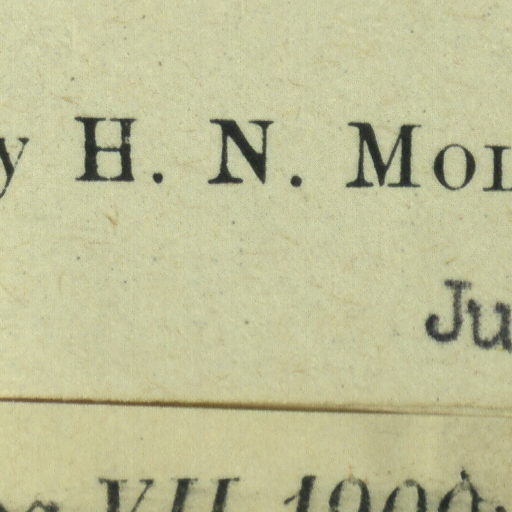 y H. N. Mol
Ju
VII 1900